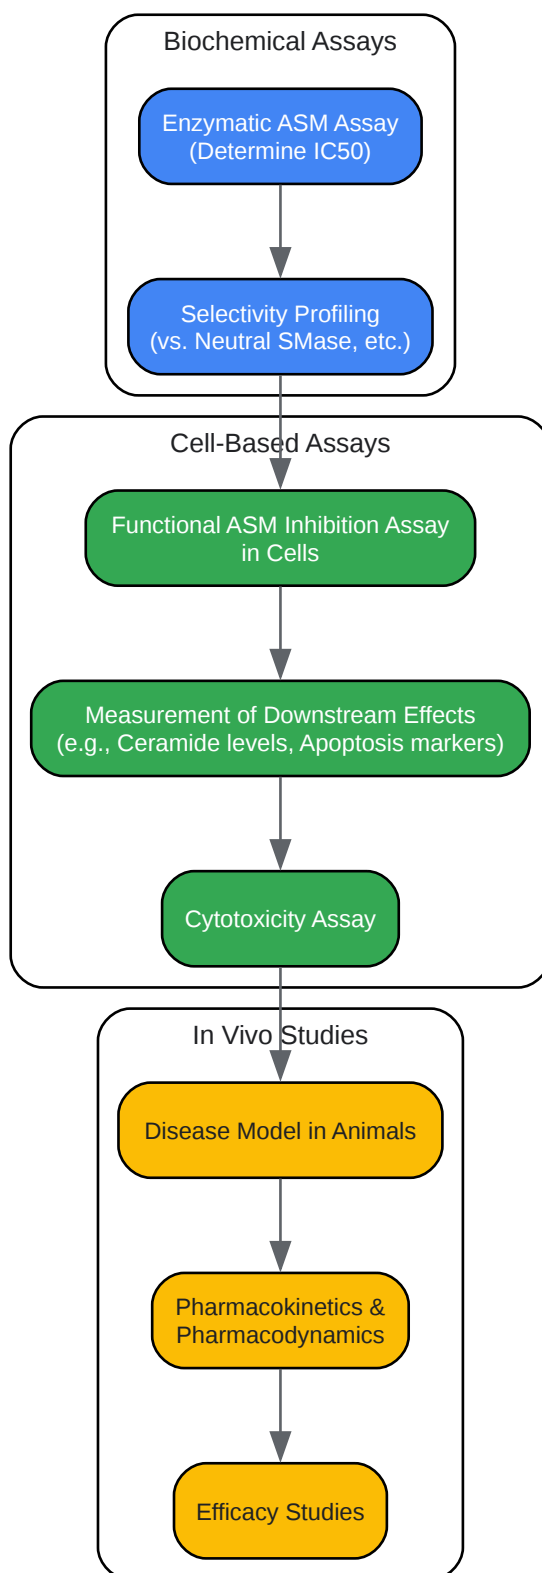 Biochemical Assays
Enzymatic ASM Assay
(Determine IC50)
Selectivity Profiling
(vs. Neutral SMase, etc.)
Cell-Based Assays
Functional ASM Inhibition Assay
in Cells
Measurement of Downstream Effects
(e.g., Ceramide levels, Apoptosis markers)
Cytotoxicity Assay
In Vivo Studies
Disease Model in Animals
Pharmacokinetics &
Pharmacodynamics
Efficacy Studies